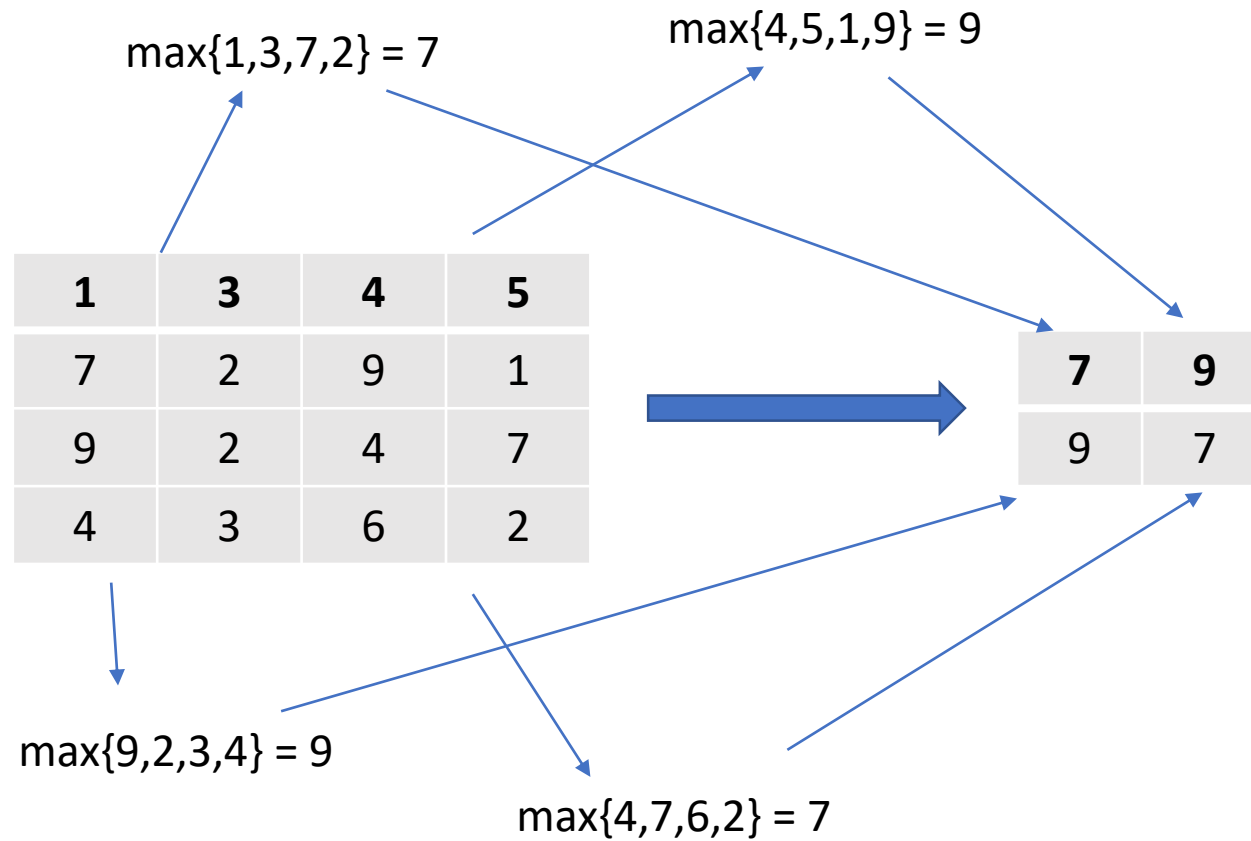 max{1,3,7,2} = 7
max{4,5,1,9} = 9
1 3 4 5
7 2 9 1
9 2 4 7
4 3 6 2
7 9
9 7
max{9,2,3,4} = 9
max{4,7,6,2} = 7